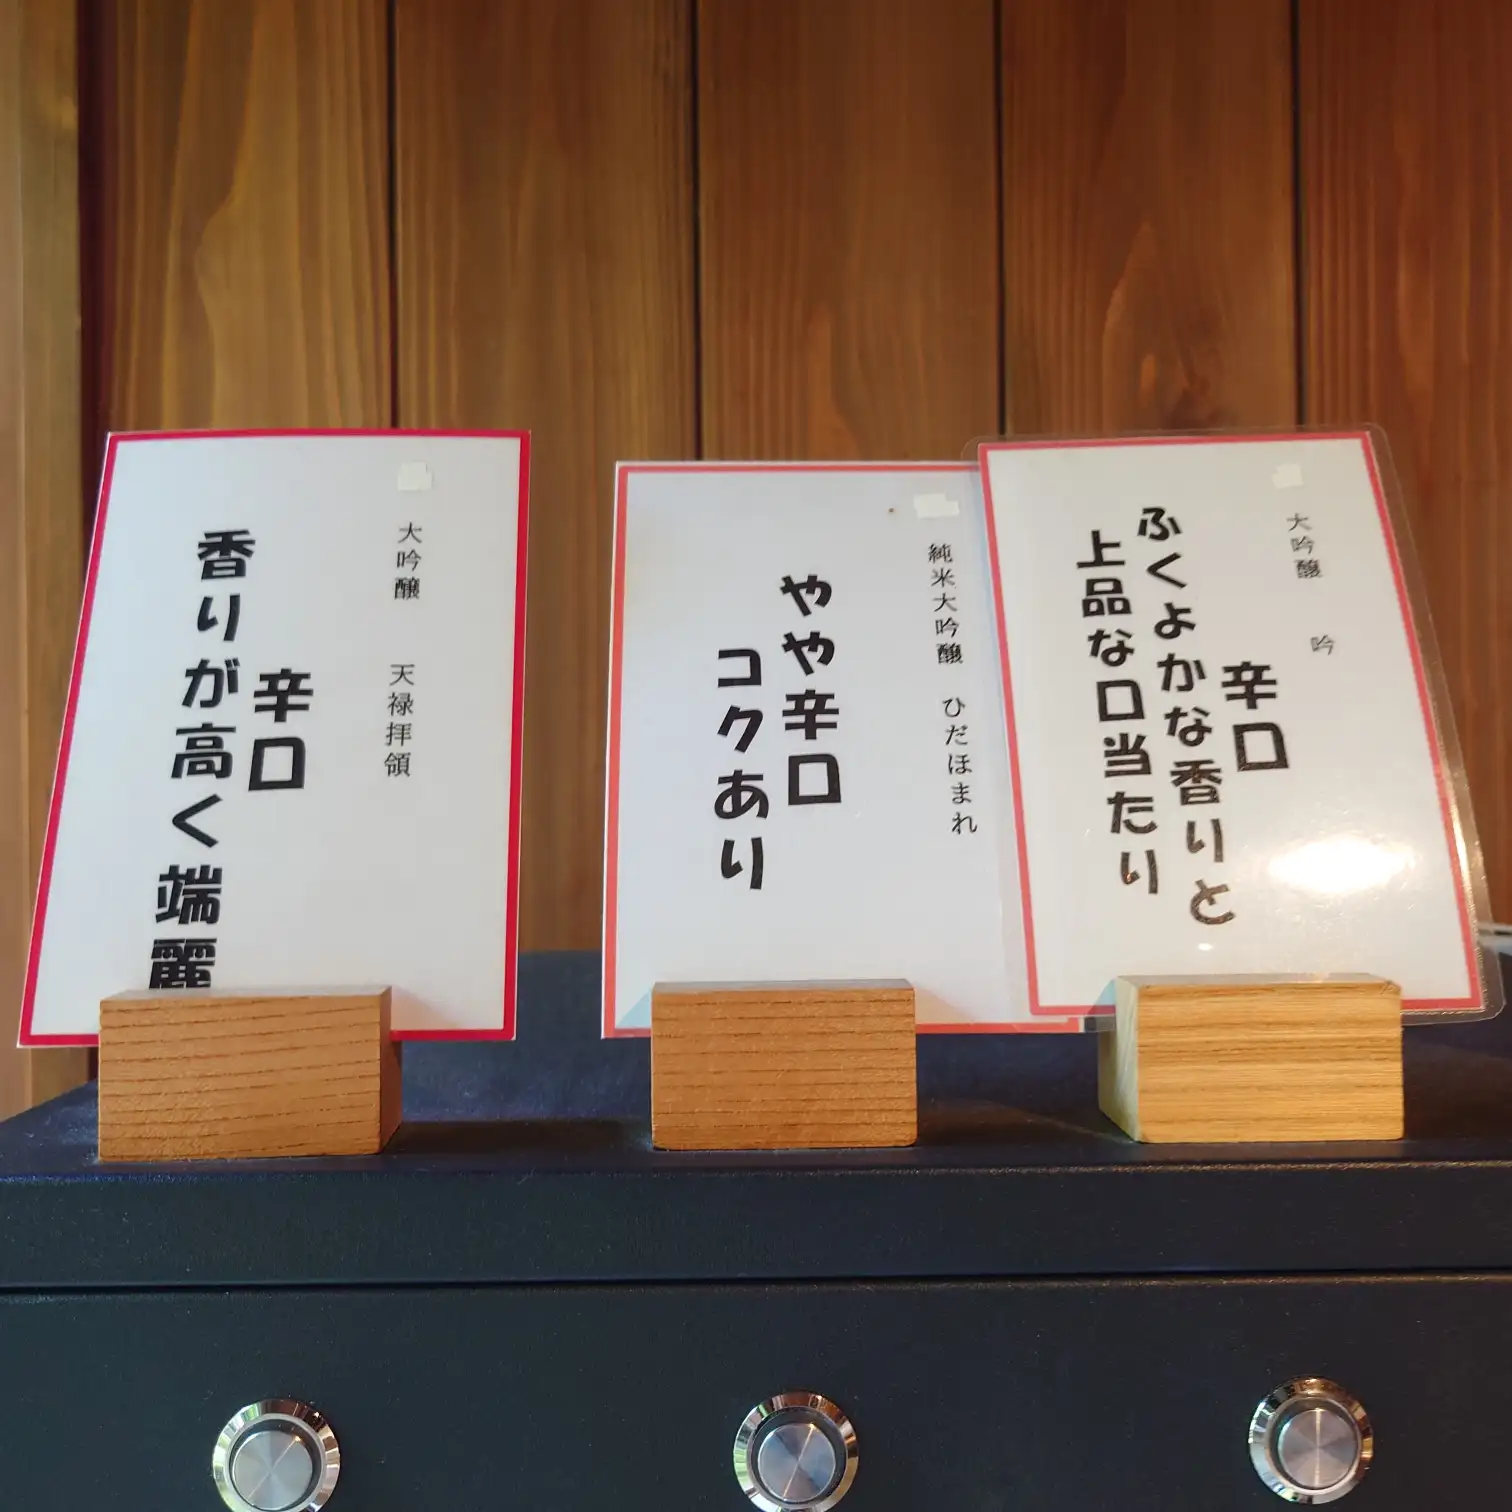 大吟醸 天禄拝領
辛口
香りが高く端麗
純米大吟醸 ひだほまれ
やや辛口
コクあり
大吟醸 吟
辛口
ふくよかな香りと
上品な口当たり